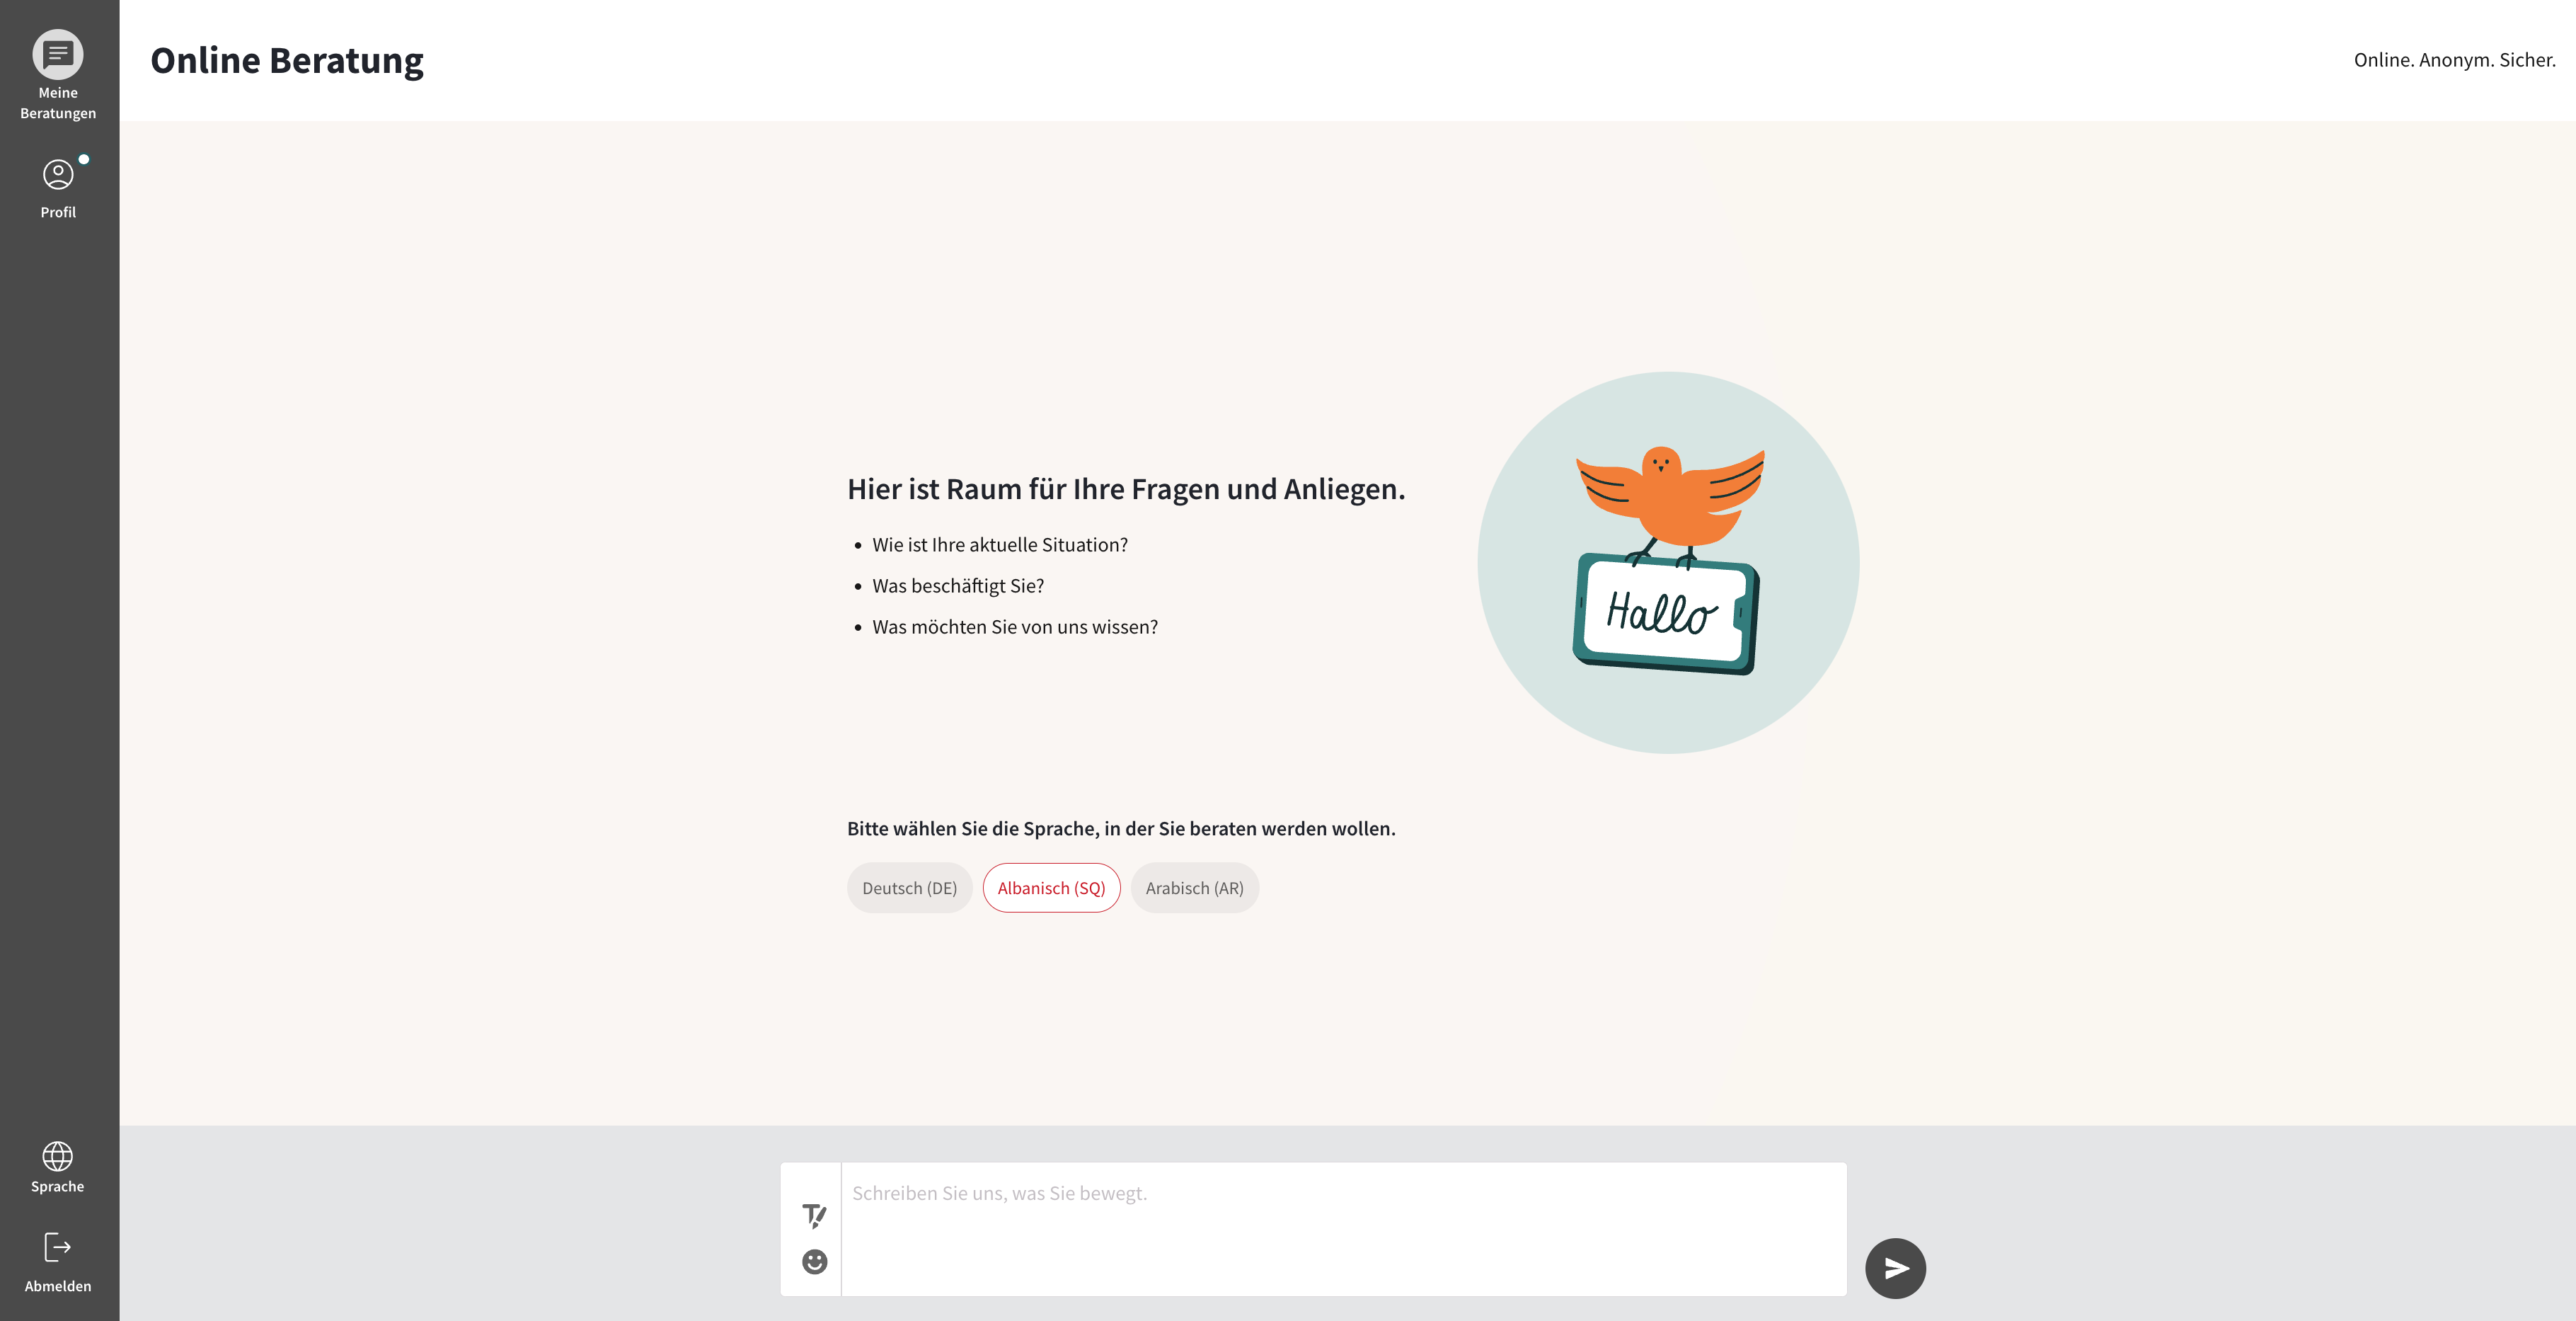 Meine
Beratungen
Profil
Sprache
Abmelden
Online Beratung
Online. Anonym. Sicher.
Hier ist Raum für Ihre Fragen und Anliegen.
• Wie ist Ihre aktuelle Situation?
• Was beschäftigt Sie?
• Was möchten Sie von uns wissen?
Hallo
Bitte wählen Sie die Sprache, in der Sie beraten werden wollen.
Deutsch (DE) Albanisch (SQ) Arabisch (AR)
Schreiben Sie uns, was Sie bewegt.